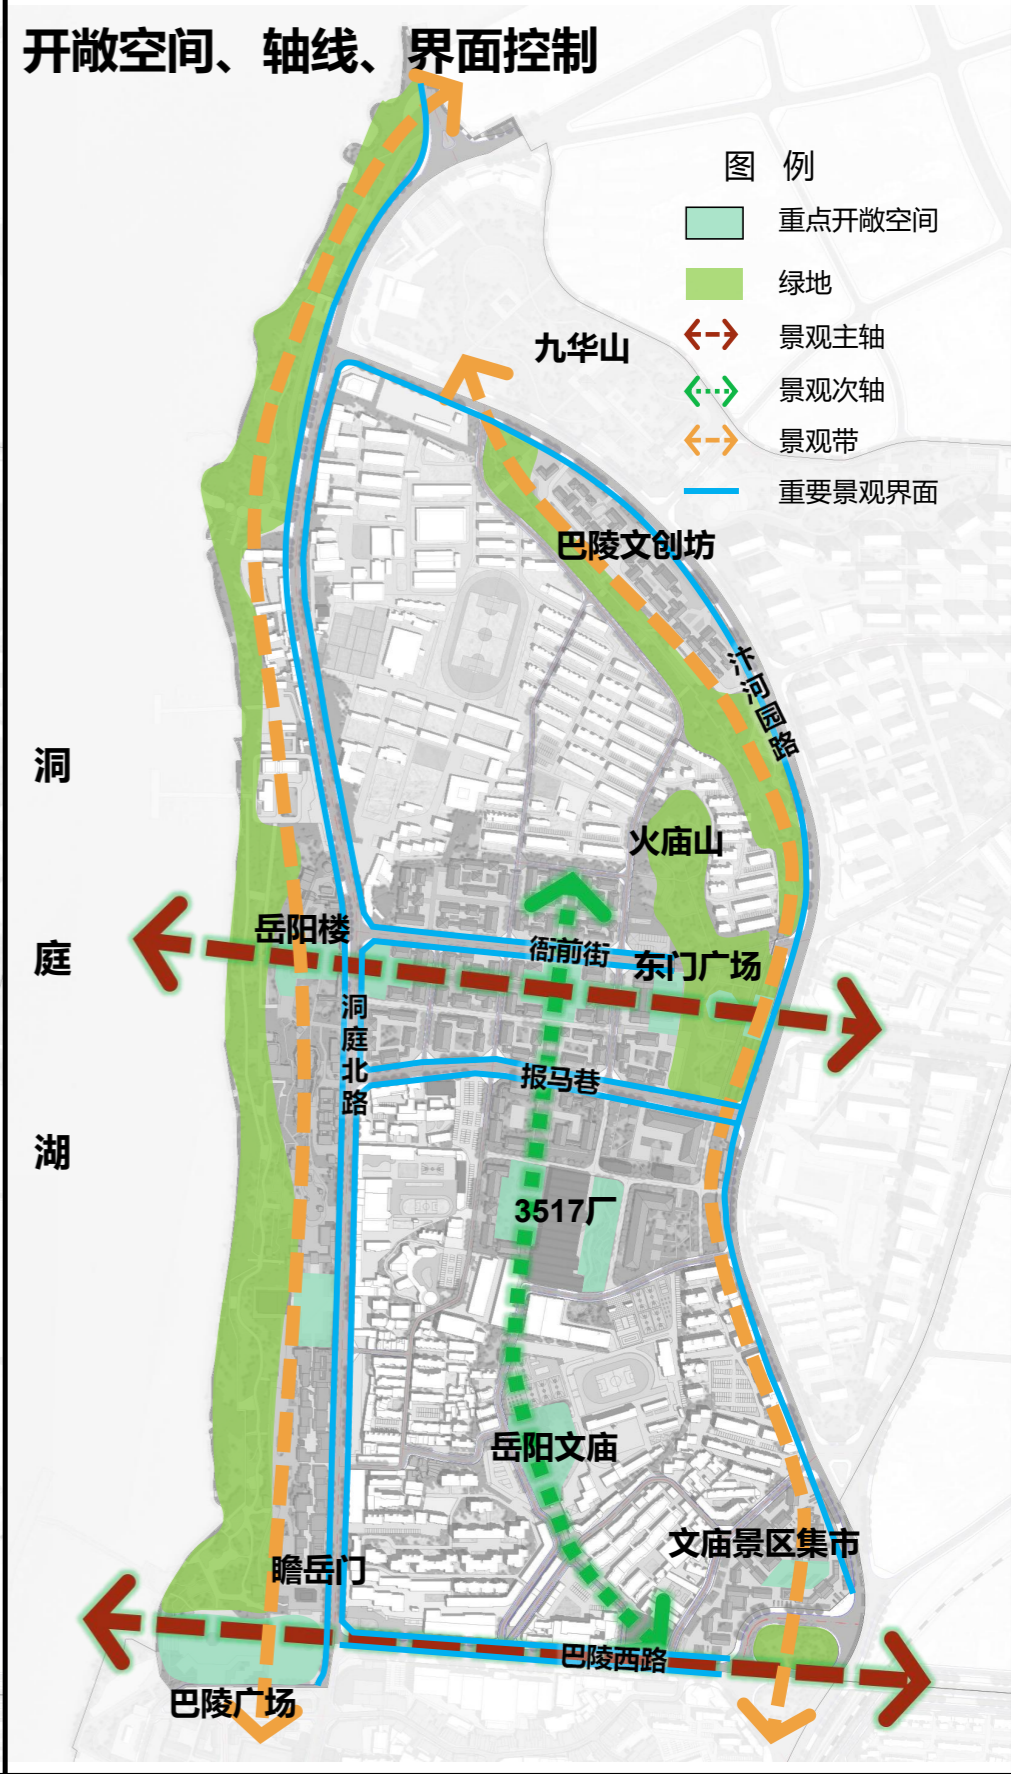 开敞空间、轴线、界面控制
图 例
重点开敞空间
绿地
景观主轴
景观次轴
景观带
重要景观界面
九华山
巴陵文创坊
汴河园路
洞庭湖
火庙山
岳阳楼
衙前街
东门广场
洞庭北路
报马巷
3517厂
岳阳文庙
文庙景区集市
瞻岳门
巴陵西路
巴陵广场